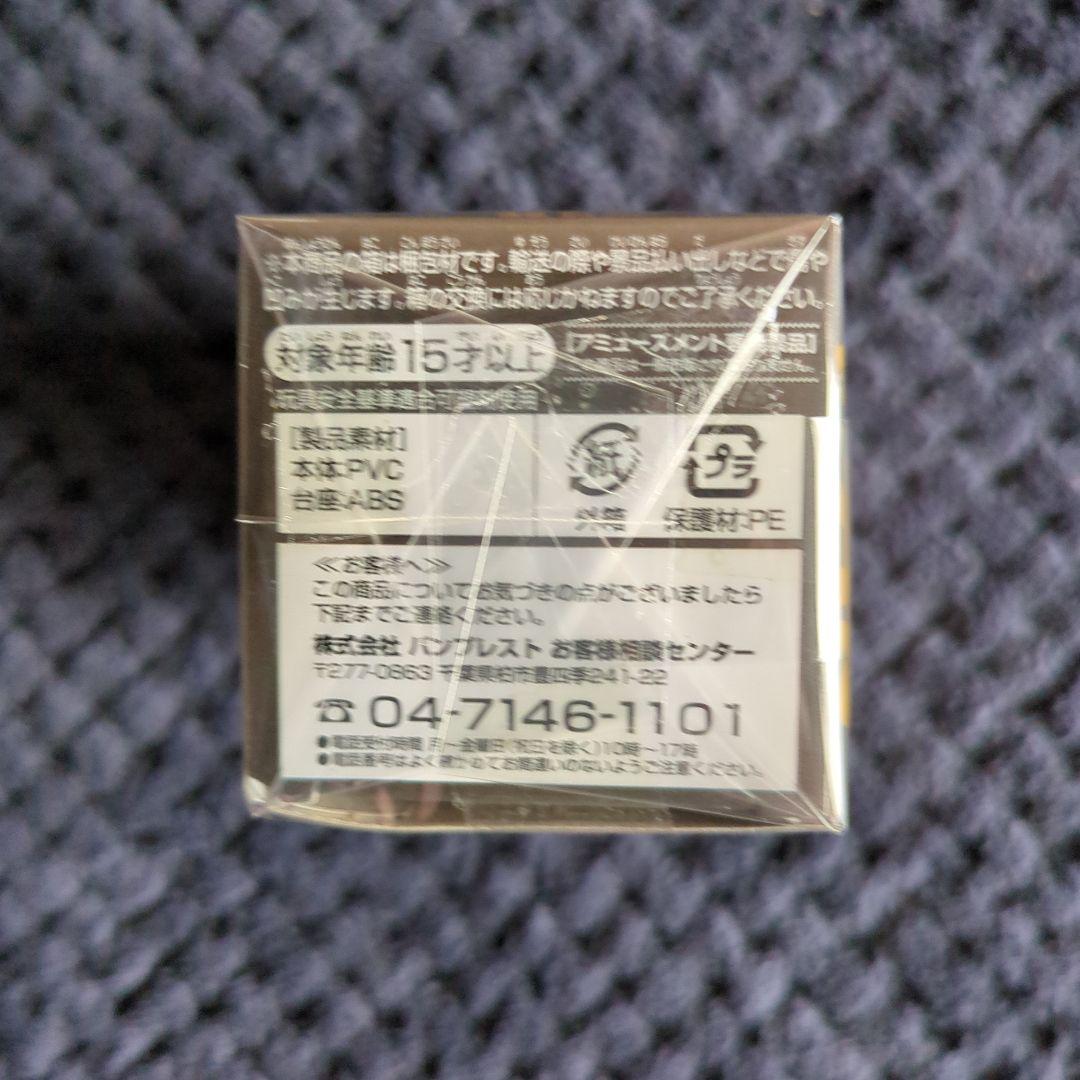 ※本商品の箱は梱包材です。輸送の際や景品払い出しなどで傷や
凹みが生じます。箱の交換には応じかねますのでご了承ください。
対象年齢15才以上
[アミューズメント専用景品]
[製品素材]
本体:PVC
台座:ABS
紙
外箱
プラ
保護材:PE
≪お客様へ≫
この商品についてお気づきの点がございましたら
下記までご連絡ください。
株式会社 バンプレスト お客様相談センター
〒277-0863 千葉県柏市豊四季241-22
☎ 04-7146-1101
●電話受付時間 月～金曜日(祝日を除く)10時～17時
●電話番号はよく確かめてお間違いのないようご注意ください。